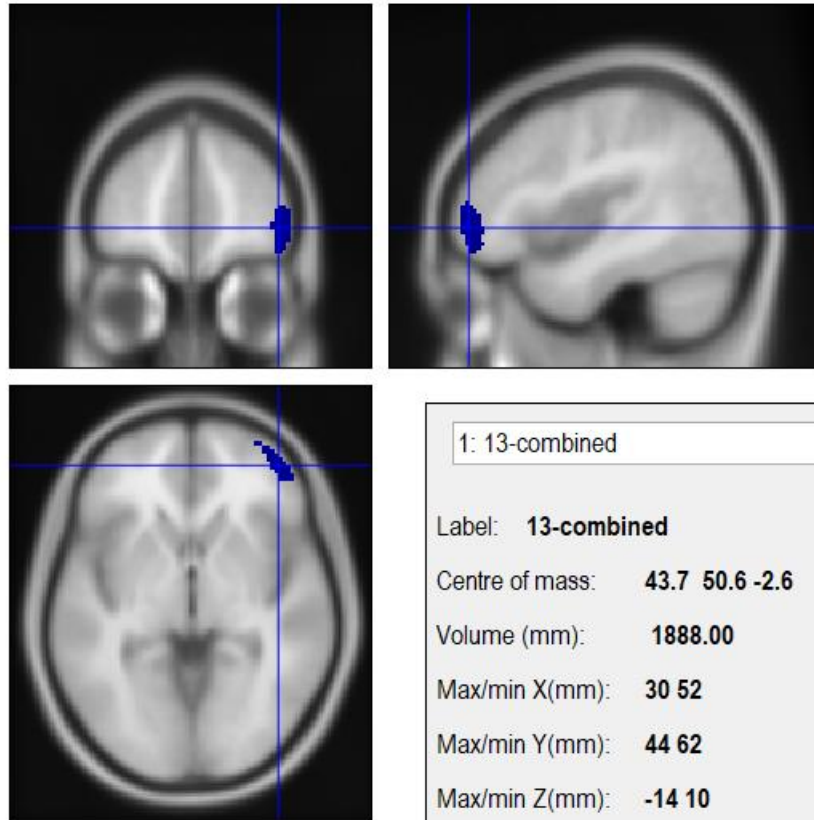 1: 13-combined
Label: 13-combined
Centre of mass: 43.7 50.6 -2.6
Volume (mm): 1888.00
Max/min X(mm): 30 52
Max/min Y(mm): 44 62
Max/min Z(mm): -14 10